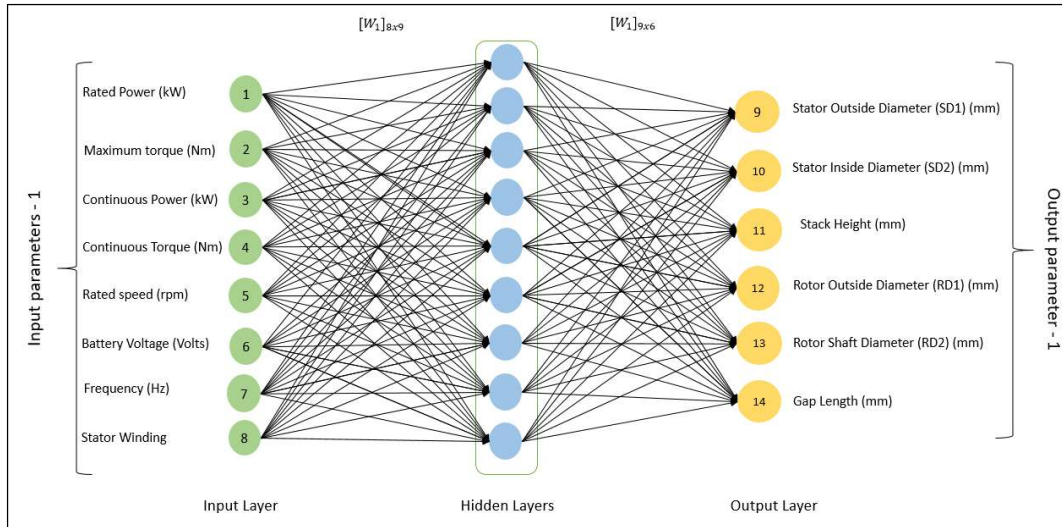 [W₁]₈ₓ₉
[W₁]₉ₓ₆
Input parameters - 1
Rated Power (kW)
Maximum torque (Nm)
Continuous Power (kW)
Continuous Torque (Nm)
Rated speed (rpm)
Battery Voltage (Volts)
Frequency (Hz)
Stator Winding
1
2
3
4
5
6
7
8
9
10
11
12
13
14
Stator Outside Diameter (SD1) (mm)
Stator Inside Diameter (SD2) (mm)
Stack Height (mm)
Rotor Outside Diameter (RD1) (mm)
Rotor Shaft Diameter (RD2) (mm)
Gap Length (mm)
Output parameter - 1
Input Layer
Hidden Layers
Output Layer